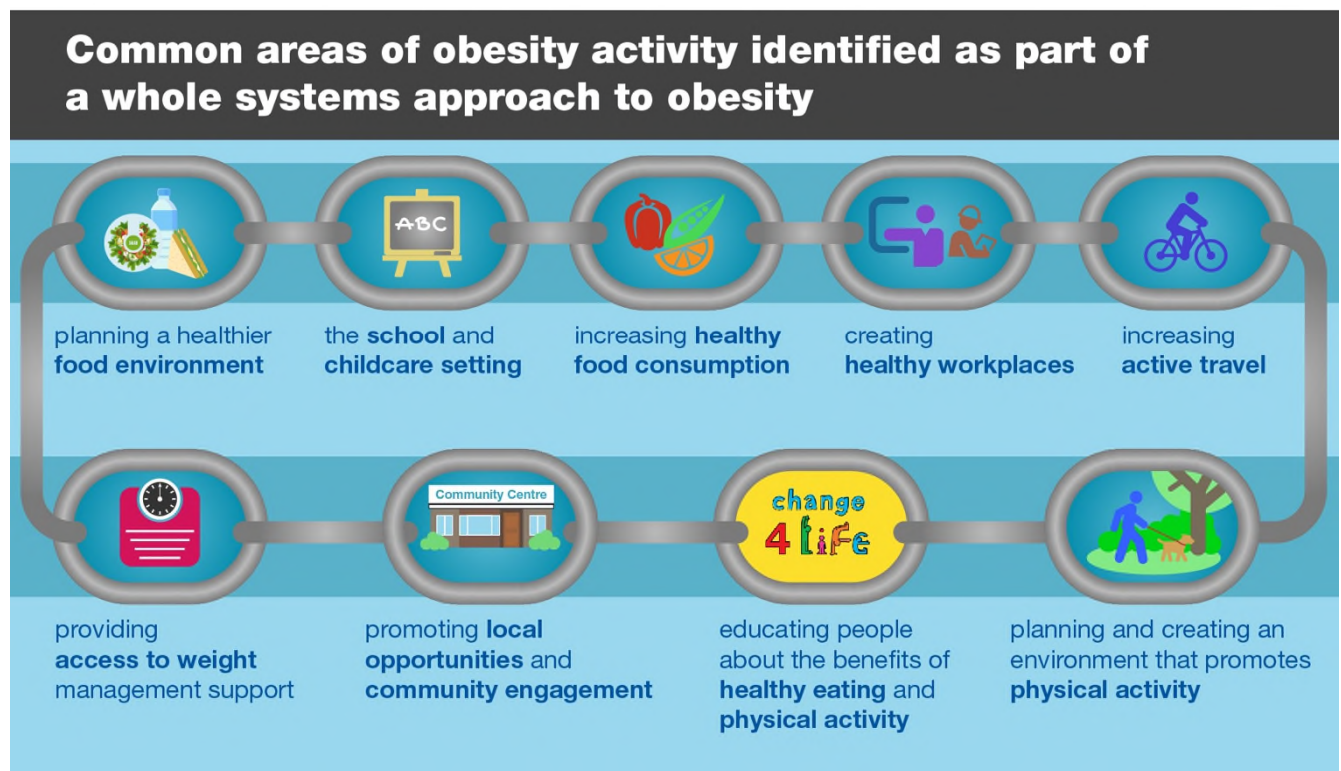 Common areas of obesity activity identified as part of
a whole systems approach to obesity
ABC
planning a healthier
food environment
the school and
childcare setting
increasing healthy
food consumption
creating
healthy workplaces
increasing
active travel
Community Centre
change
4 LiFe
providing
access to weight
management support
promoting local
opportunities and
community engagement
educating people
about the benefits of
healthy eating and
physical activity
planning and creating an
environment that promotes
physical activity